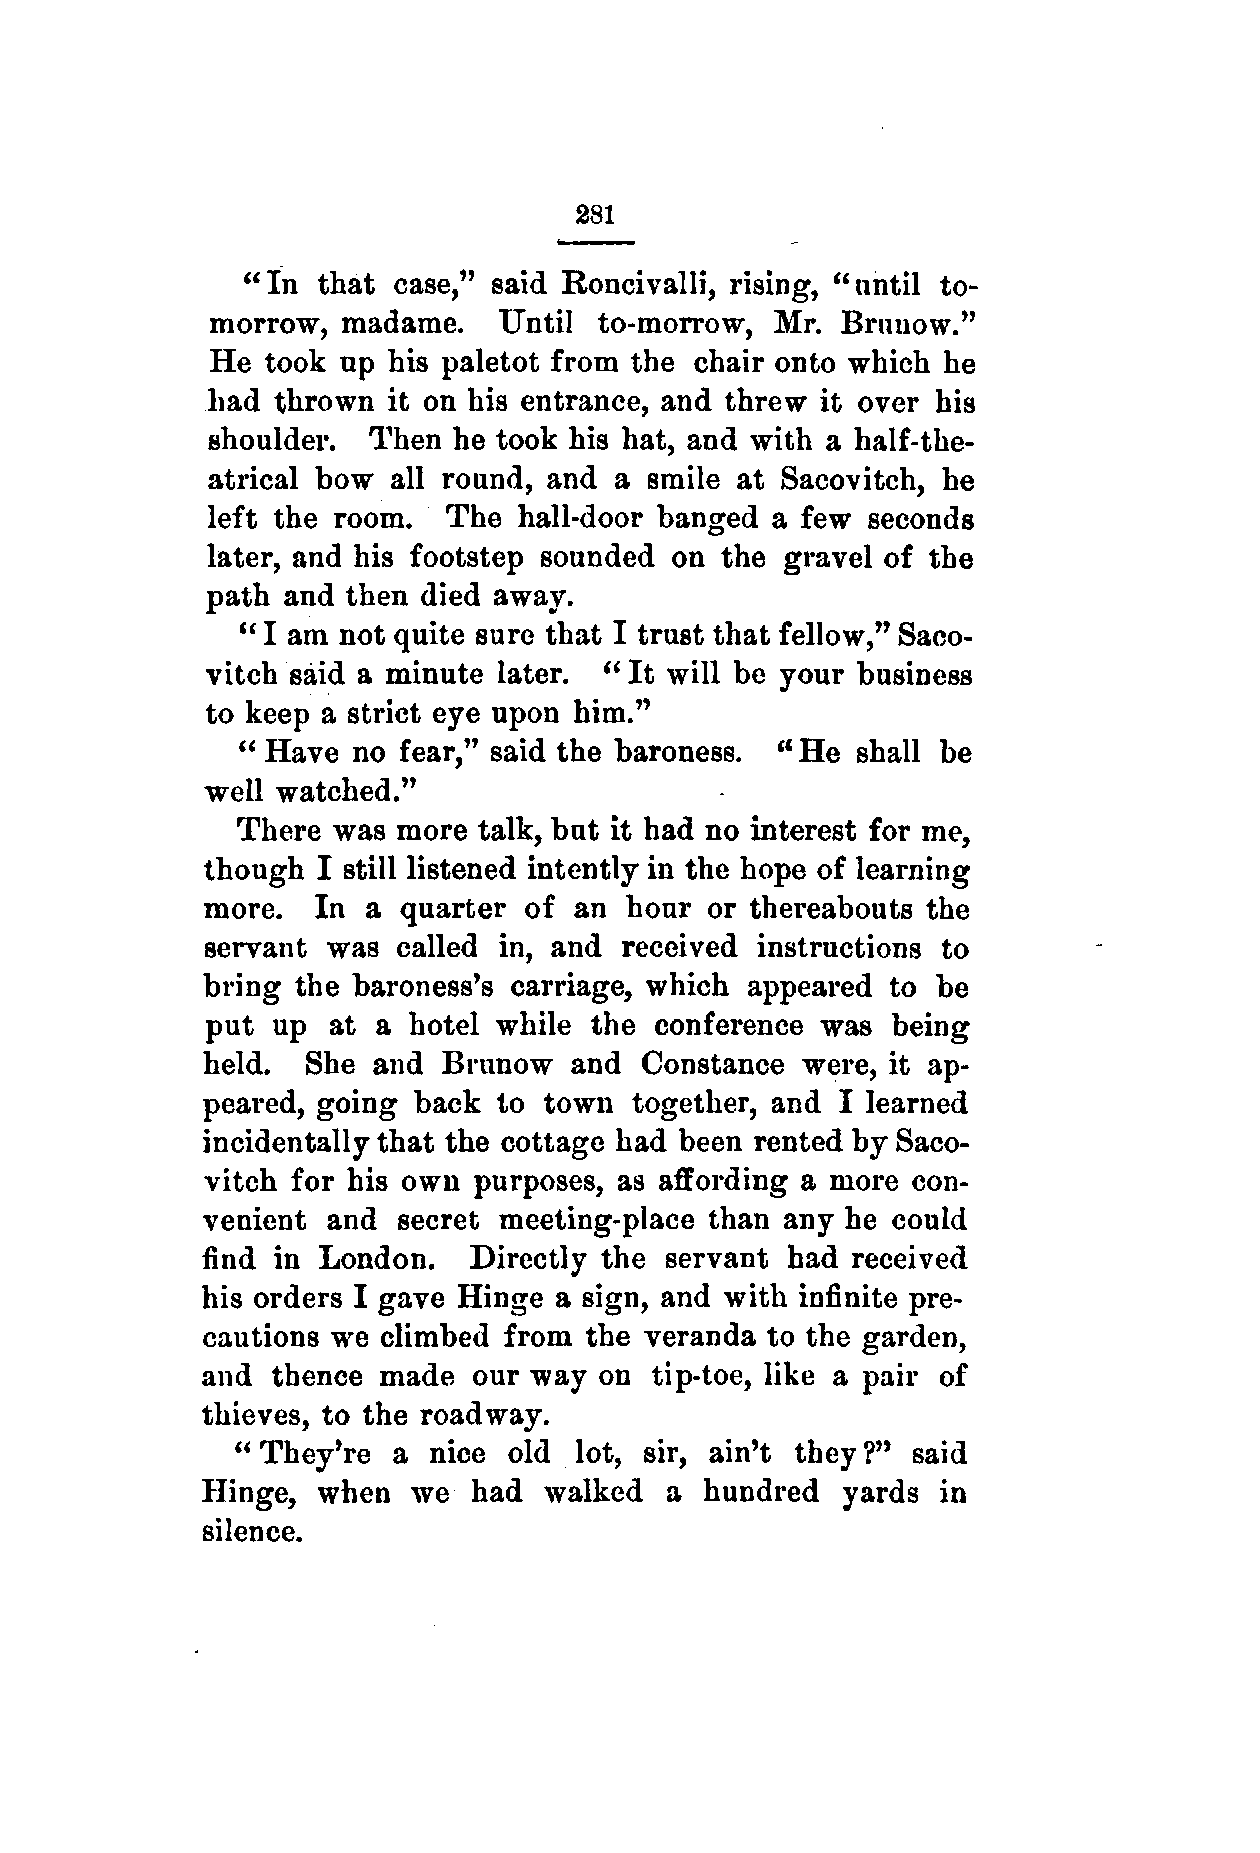 281
"In that case," said Roncivalli, rising, "until to-
morrow, madame. Until to-morrow, Mr. Brunow."
He took up his paletot from the chair onto which he
had thrown it on his entrance, and threw it over his
shoulder. Then he took his hat, and with a half-the-
atrical bow all round, and a smile at Sacovitch, he
left the room. The hall-door banged a few seconds
later, and his footstep sounded on the gravel of the
path and then died away.
"I am not quite sure that I trust that fellow," Saco-
vitch said a minute later. "It will be your business
to keep a strict eye upon him."
"Have no fear," said the baroness. "He shall be
well watched."
There was more talk, but it had no interest for me,
though I still listened intently in the hope of learning
more. In a quarter of an hour or thereabouts the
servant was called in, and received instructions to
bring the baroness's carriage, which appeared to be
put up at a hotel while the conference was being
held. She and Brunow and Constance were, it ap-
peared, going back to town together, and I learned
incidentally that the cottage had been rented by Saco-
vitch for his own purposes, as affording a more con-
venient and secret meeting-place than any he could
find in London. Directly the servant had received
his orders I gave Hinge a sign, and with infinite pre-
cautions we climbed from the veranda to the garden,
and thence made our way on tip-toe, like a pair of
thieves, to the roadway.
"They're a nice old lot, sir, ain't they?" said
Hinge, when we had walked a hundred yards in
silence.